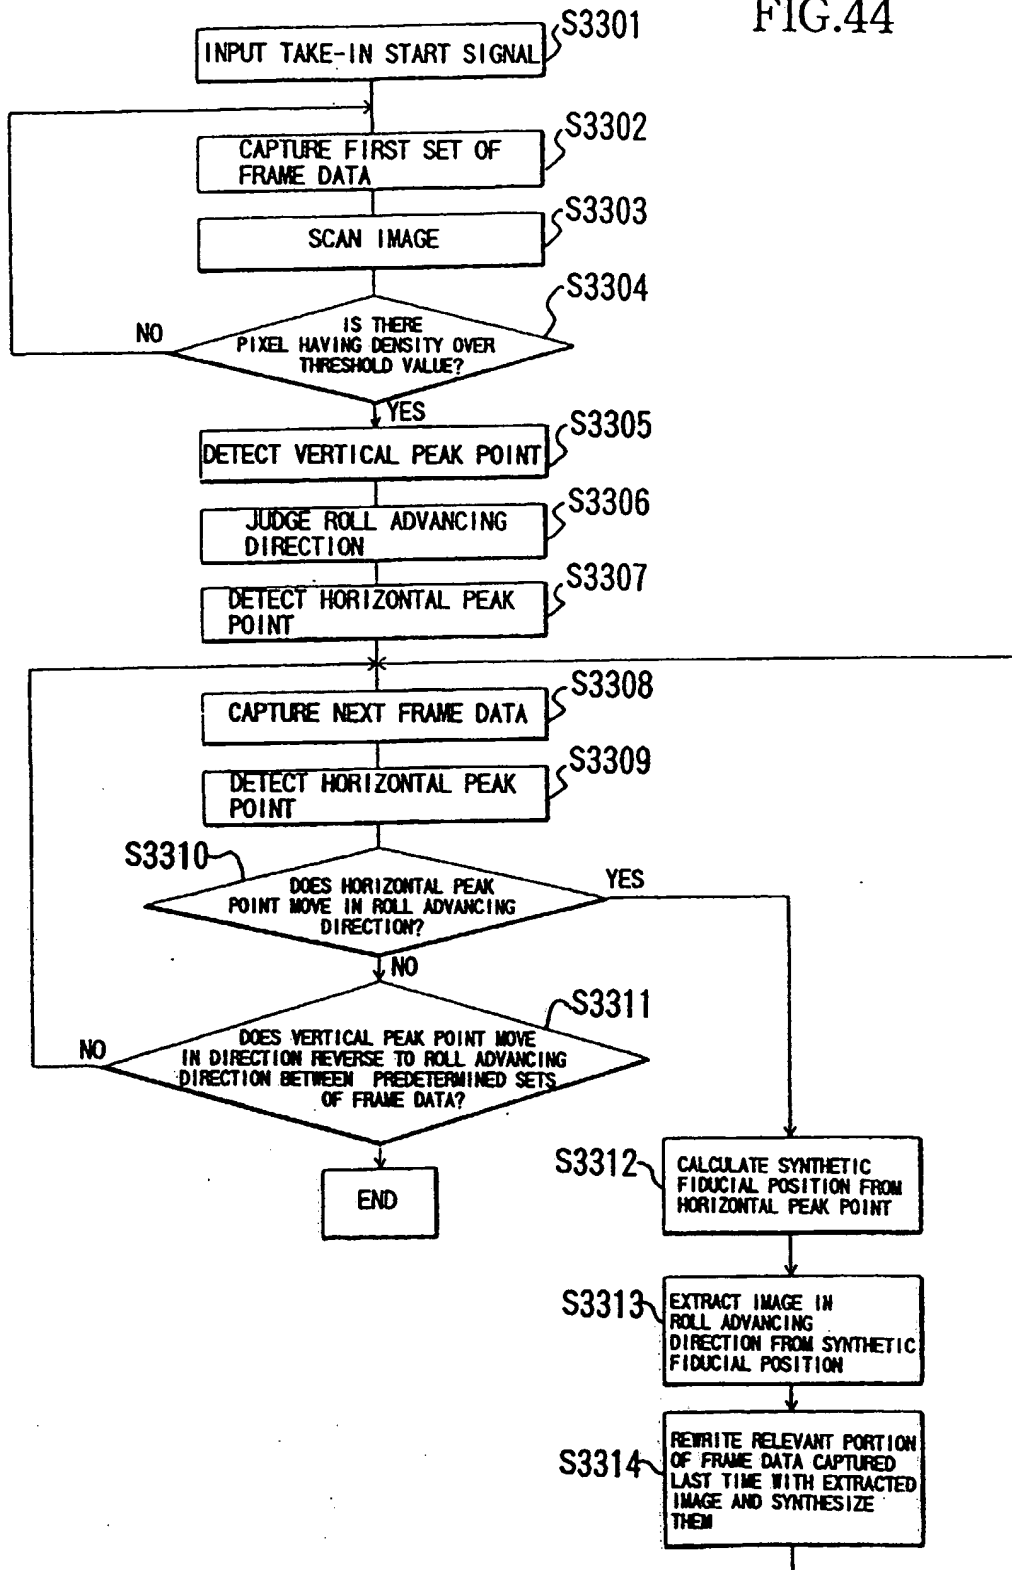 FIG.44
S3301
INPUT TAKE-IN START SIGNAL
S3302
CAPTURE FIRST SET OF
FRAME DATA
S3303
SCAN IMAGE
S3304
IS THERE
PIXEL HAVING DENSITY OVER
THRESHOLD VALUE?
NO
YES
S3305
DETECT VERTICAL PEAK POINT
S3306
JUDGE ROLL ADVANCING
DIRECTION
S3307
DETECT HORIZONTAL PEAK
POINT
S3308
CAPTURE NEXT FRAME DATA
S3309
DETECT HORIZONTAL PEAK
POINT
S3310
DOES HORIZONTAL PEAK
POINT MOVE IN ROLL ADVANCING
DIRECTION?
YES
NO
S3311
DOES VERTICAL PEAK POINT MOVE
IN DIRECTION REVERSE TO ROLL ADVANCING
DIRECTION BETWEEN PREDETERMINED SETS
OF FRAME DATA?
NO
END
S3312
CALCULATE SYNTHETIC
FIDUCIAL POSITION FROM
HORIZONTAL PEAK POINT
S3313
EXTRACT IMAGE IN
ROLL ADVANCING
DIRECTION FROM SYNTHETIC
FIDUCIAL POSITION
S3314
REWRITE RELEVANT PORTION
OF FRAME DATA CAPTURED
LAST TIME WITH EXTRACTED
IMAGE AND SYNTHESIZE
THEM